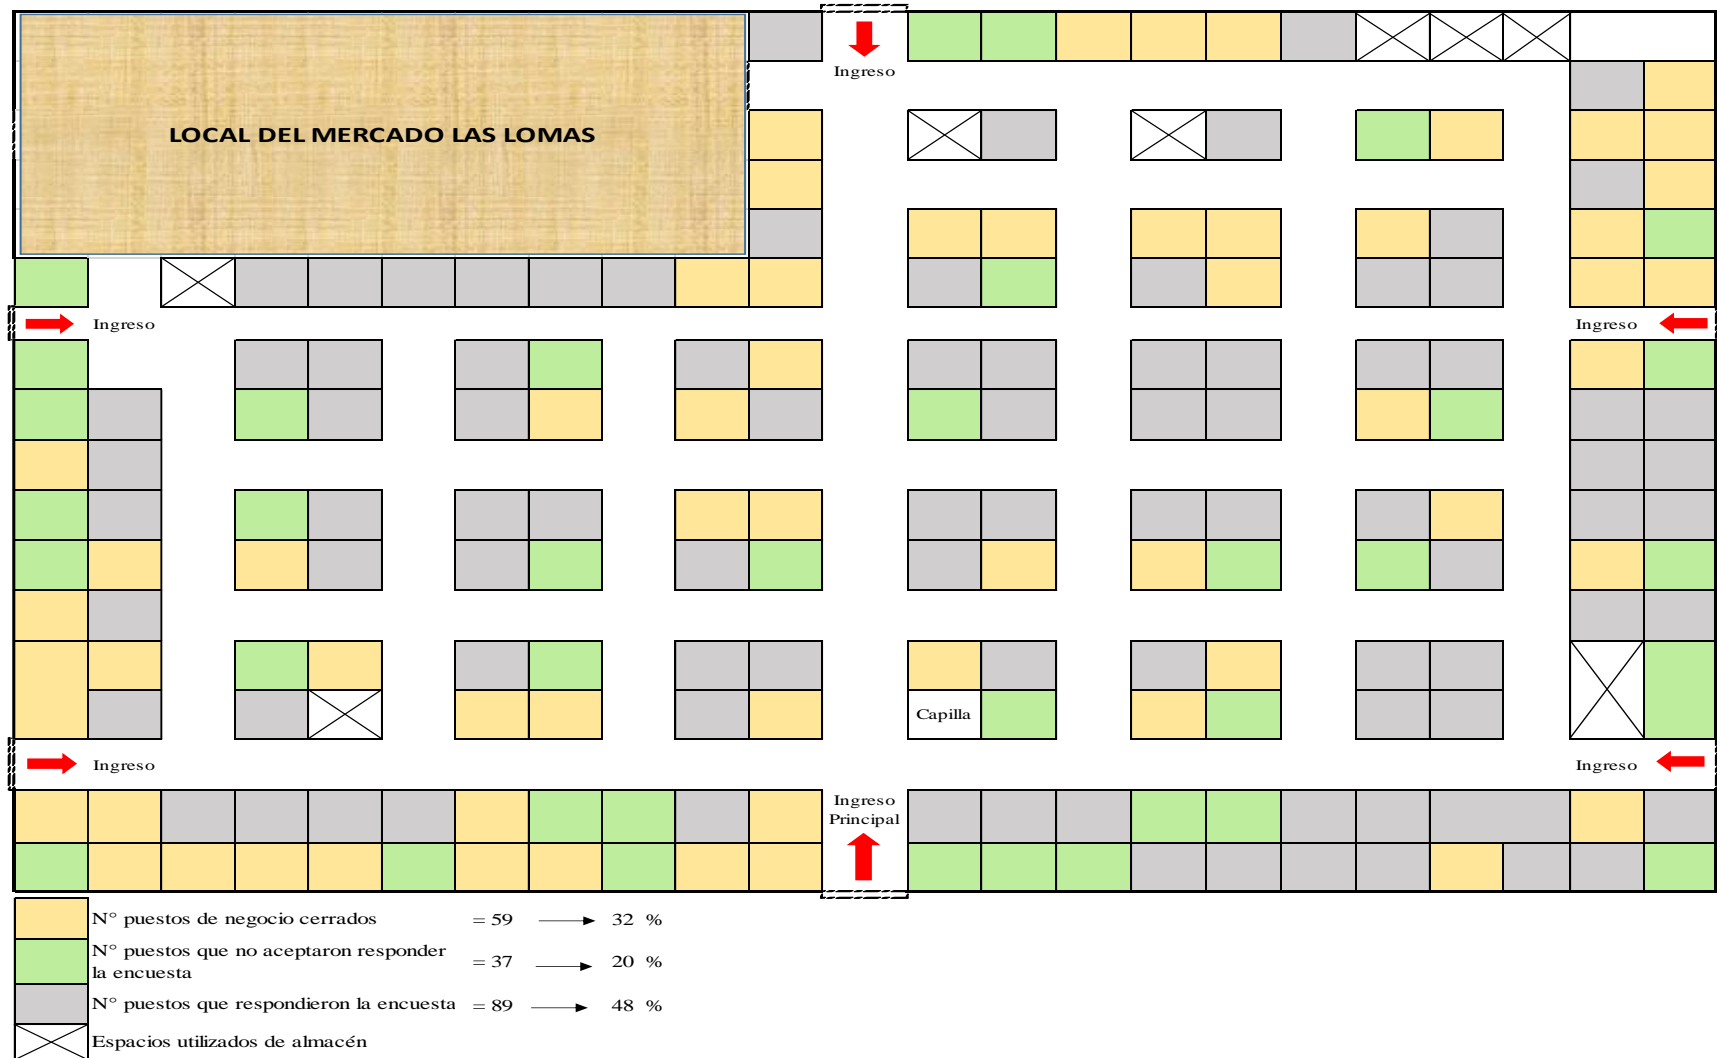 Ingreso
LOCAL DEL MERCADO LAS LOMAS
Ingreso
Ingreso
Capilla
Ingreso
Ingreso
Ingreso
Principal
N° puestos de negocio cerrados = 59 32 %
N° puestos que no aceptaron responder
la encuesta = 37 20 %
N° puestos que respondieron la encuesta = 89 48 %
Espacios utilizados de almacén